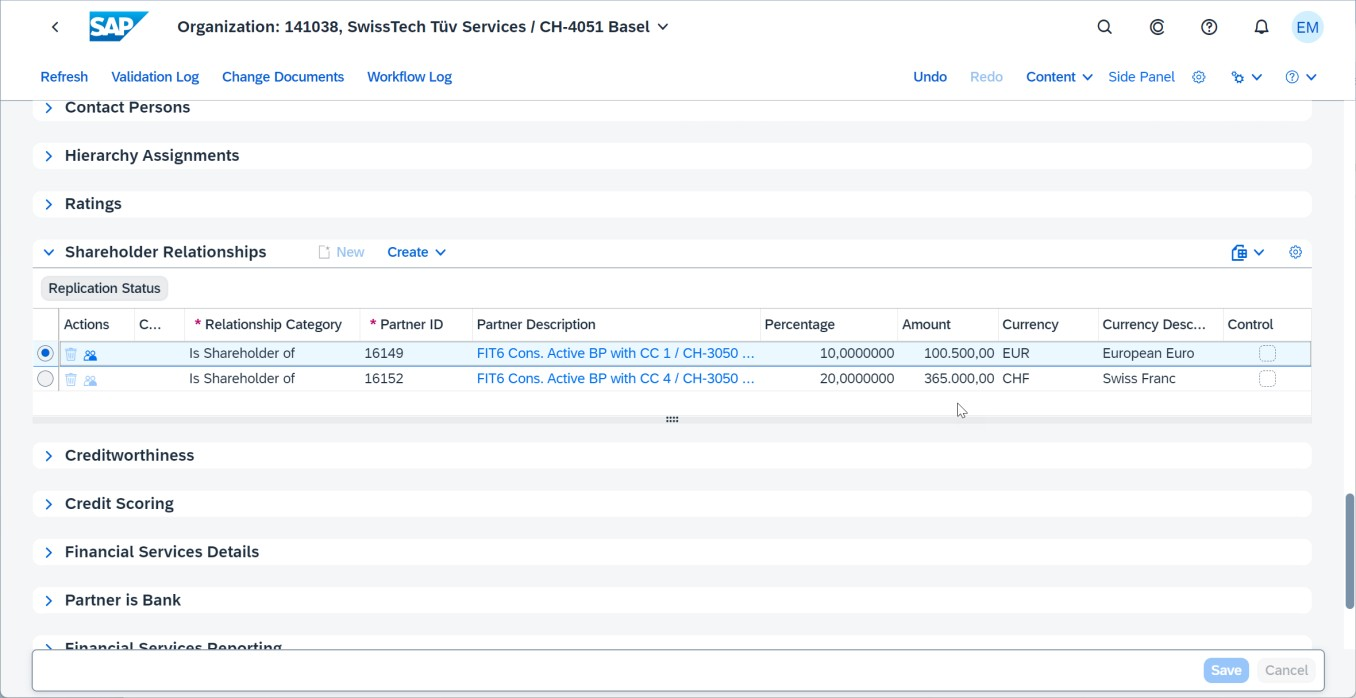 SAP Organization: 141038, SwissTech Tüv Services / CH-4051 Basel EM
Refresh Validation Log Change Documents Workflow Log Undo Redo Content Side Panel
Contact Persons
Hierarchy Assignments
Ratings
Shareholder Relationships New Create
Replication Status
Actions C... * Relationship Category * Partner ID Partner Description Percentage Amount Currency Currency Desc... Control
Is Shareholder of 16149 FIT6 Cons. Active BP with CC 1 / CH-3050 ... 10,0000000 100.500,00 EUR European Euro
Is Shareholder of 16152 FIT6 Cons. Active BP with CC 4 / CH-3050 ... 20,0000000 365.000,00 CHF Swiss Franc
Creditworthiness
Credit Scoring
Financial Services Details
Partner is Bank
Financial Services Reporting
Save Cancel